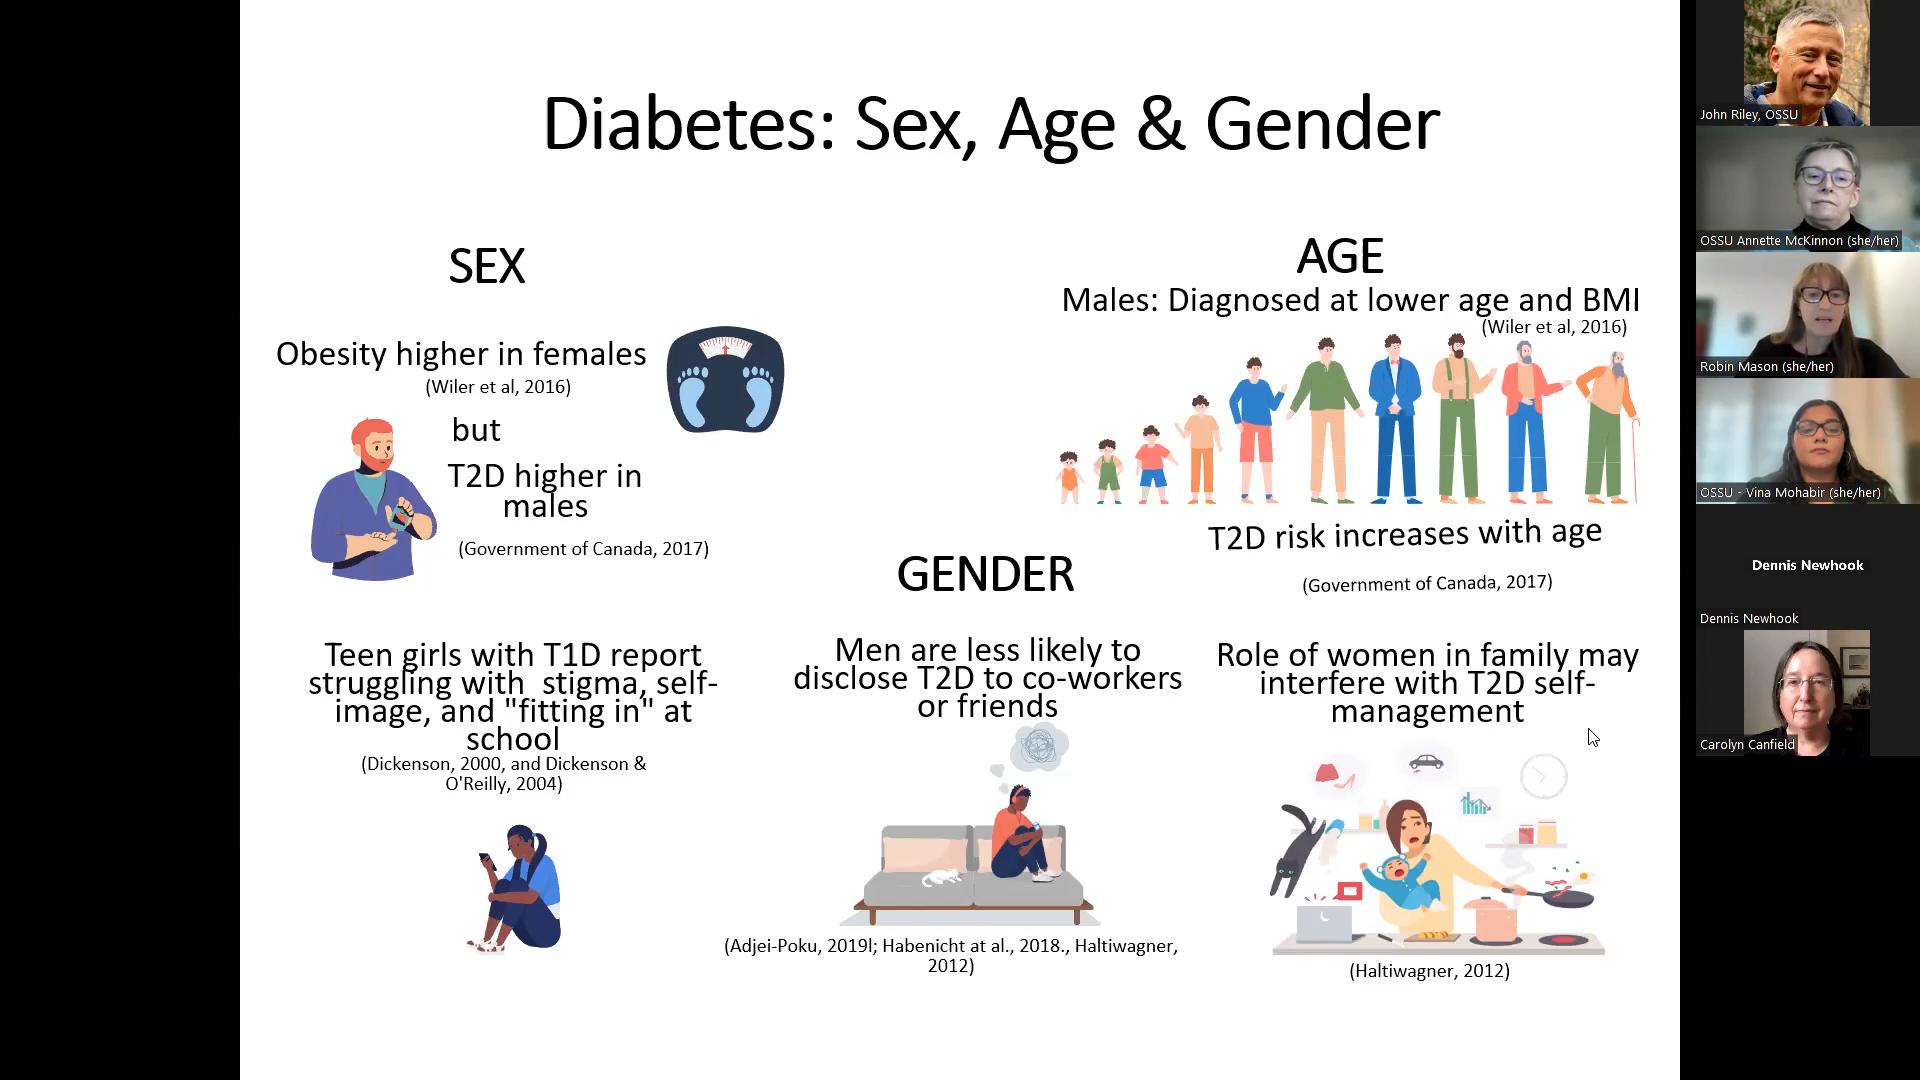 Diabetes: Sex, Age & Gender
SEX
Obesity higher in females
(Wiler et al, 2016)
but
T2D higher in
males
(Government of Canada, 2017)
AGE
Males: Diagnosed at lower age and BMI
(Wiler et al, 2016)
T2D risk increases with age
(Government of Canada, 2017)
GENDER
Teen girls with T1D report
struggling with  stigma, self-
image, and "fitting in" at
school
(Dickenson, 2000, and Dickenson &
O'Reilly, 2004)
Men are less likely to
disclose T2D to co-workers
or friends
(Adjei-Poku, 2019l; Habenicht at al., 2018., Haltiwagner,
2012)
Role of women in family may
interfere with T2D self-
management
(Haltiwagner, 2012)
John Riley, OSSU
OSSU Annette McKinnon (she/her)
Robin Mason (she/her)
OSSU - Vina Mohabir (she/her)
Dennis Newhook
Dennis Newhook
Carolyn Canfield